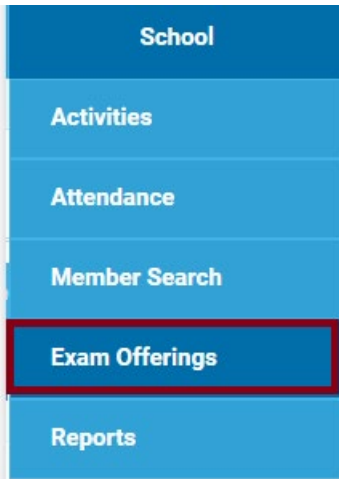 School
Activities
Attendance
Member Search
Exam Offerings
Reports